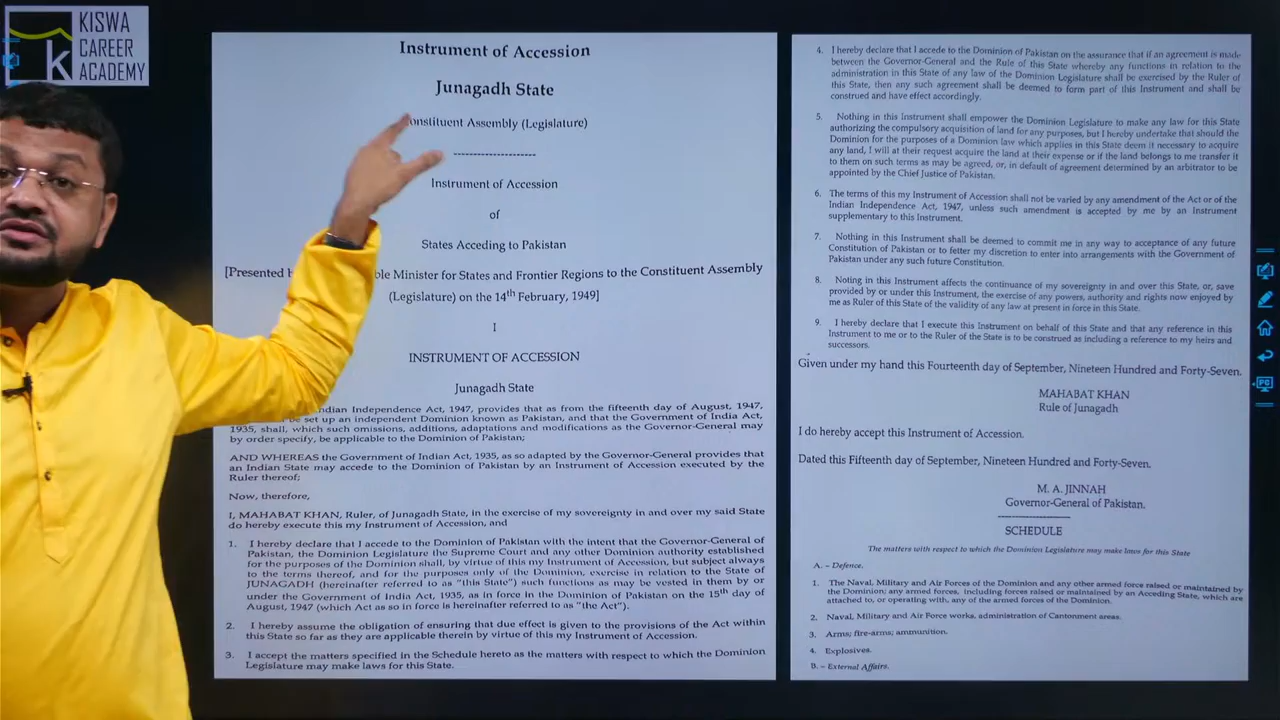 KISWA
CAREER
ACADEMY
k
Instrument of Accession
Junagadh State
onstituent Assembly (Legislature)
--------------------
Instrument of Accession
of
States Acceding to Pakistan
[Presented b ble Minister for States and Frontier Regions to the Constituent Assembly
(Legislature) on the 14th February, 1949]
I
INSTRUMENT OF ACCESSION
Junagadh State
ndian Independence Act, 1947, provides that as from the fifteenth day of August, 1947,
be set up an independent Dominion known as Pakistan, and that the Government of India Act,
1935, shall, which such omissions, additions, adaptations and modifications as the Governor-General may
by order specify, be applicable to the Dominion of Pakistan;
AND WHEREAS the Government of Indian Act, 1935, as so adapted by the Governor-General provides that
an Indian State may accede to the Dominion of Pakistan by an Instrument of Accession executed by the
Ruler thereof;
Now, therefore,
I, MAHABAT KHAN, Ruler, of Junagadh State, in the exercise of my sovereignty in and over my said State
do hereby execute this my Instrument of Accession, and
1. I hereby declare that I accede to the Dominion of Pakistan with the intent that the Governor-General of
Pakistan, the Dominion Legislature the Supreme Court and any other Dominion authority established
for the purposes of the Dominion shall, by virtue of this my Instrument of Accession, but subject always
to the terms thereof, and for the purposes only of the Dominion, exercise in relation to the State of
JUNAGADH (hereinafter referred to as "this State") such functions as may be vested in them by or
under the Government of India Act, 1935, as in force in the Dominion of Pakistan on the 15th day of
August, 1947 (which Act as so in force is hereinafter referred to as "the Act").
2. I hereby assume the obligation of ensuring that due effect is given to the provisions of the Act within
this State so far as they are applicable therein by virtue of this my Instrument of Accession.
3. I accept the matters specified in the Schedule hereto as the matters with respect to which the Dominion
Legislature may make laws for this State.
4. I hereby declare that I accede to the Dominion of Pakistan on the assurance that if an agreement is made
between the Governor-General and the Rule of this State whereby any functions in relation to the
administration in this State of any law of the Dominion Legislature shall be exercised by the Ruler of
this State, then any such agreement shall be deemed to form part of this Instrument and shall be
construed and have effect accordingly.
5. Nothing in this Instrument shall empower the Dominion Legislature to make any law for this State
authorizing the compulsory acquisition of land for any purposes, but I hereby undertake that should the
Dominion for the purposes of a Dominion law which applies in this State deem it necessary to acquire
any land, I will at their request acquire the land at their expense or if the land belongs to me transfer it
to them on such terms as may be agreed, or, in default of agreement determined by an arbitrator to be
appointed by the Chief Justice of Pakistan.
6. The terms of this my Instrument of Accession shall not be varied by any amendment of the Act or of the
Indian Independence Act, 1947, unless such amendment is accepted by me by an Instrument
supplementary to this Instrument.
7. Nothing in this Instrument shall be deemed to commit me in any way to acceptance of any future
Constitution of Pakistan or to fetter my discretion to enter into arrangements with the Government of
Pakistan under any such future Constitution.
8. Noting in this Instrument affects the continuance of my sovereignty in and over this State, or, save
provided by or under this Instrument, the exercise of any powers, authority and rights now enjoyed by
me as Ruler of this State of the validity of any law at present in force in this State.
9. I hereby declare that I execute this Instrument on behalf of this State and that any reference in this
Instrument to me or to the Ruler of the State is to be construed as including a reference to my heirs and
successors.
Given under my hand this Fourteenth day of September, Nineteen Hundred and Forty-Seven.
MAHABAT KHAN
Rule of Junagadh
I do hereby accept this Instrument of Accession.
Dated this Fifteenth day of September, Nineteen Hundred and Forty-Seven.
M. A. JINNAH
Governor-General of Pakistan.
SCHEDULE
The matters with respect to which the Dominion Legislature may make laws for this State
A. – Defence.
1. The Naval, Military and Air Forces of the Dominion and any other armed force raised or maintained by
the Dominion; any armed forces, including forces raised or maintained by an Acceding State, which are
attached to, or operating with, any of the armed forces of the Dominion.
2. Naval, Military and Air Force works, administration of Cantonment areas.
3. Arms; fire-arms; ammunition.
4. Explosives.
B. – External Affairs.
PC